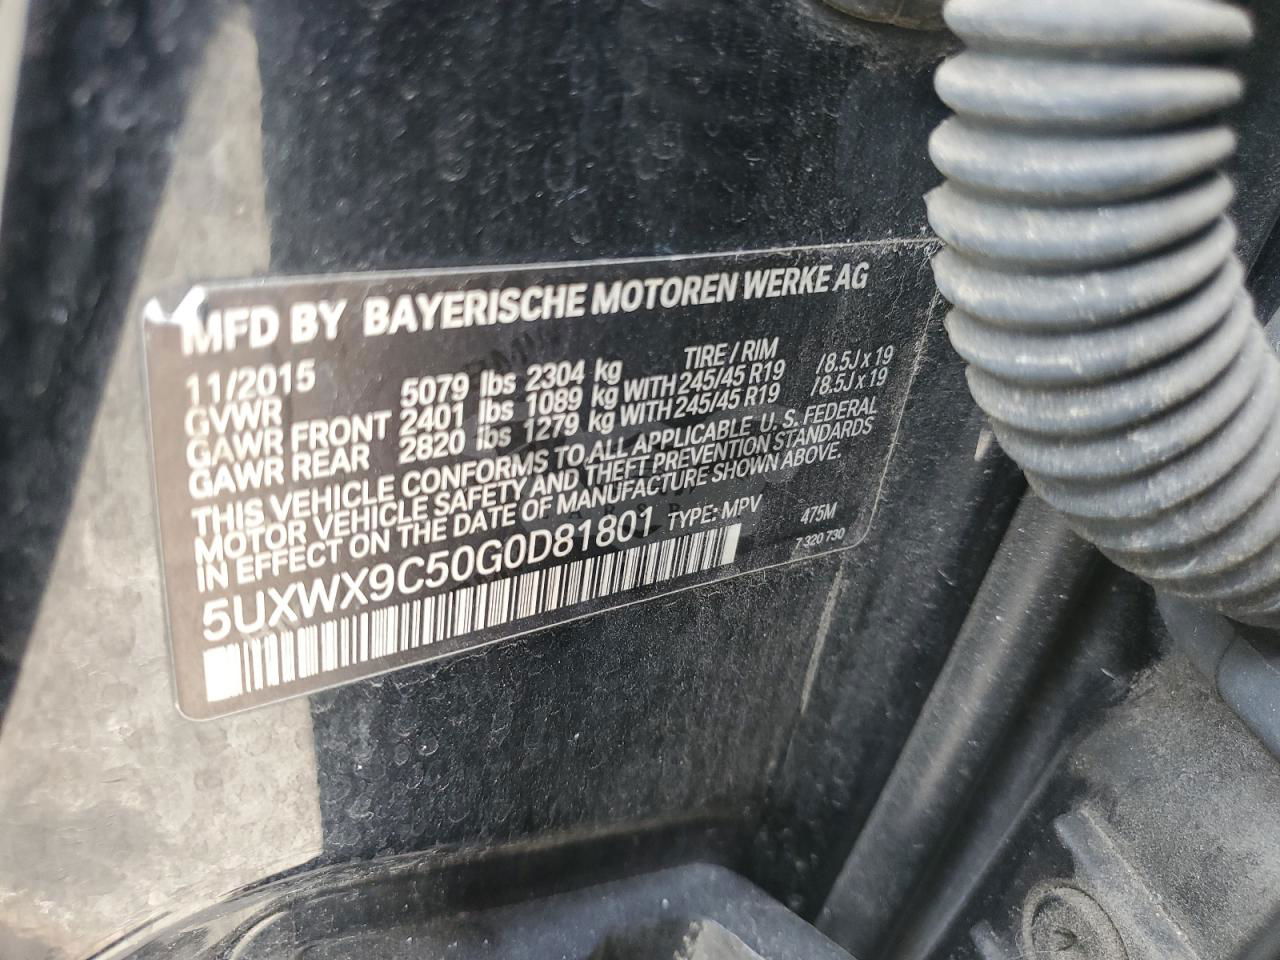 MFD BY BAYERISCHE MOTOREN WERKE AG
11/2015 TIRE / RIM
GVWR 5079 lbs 2304 kg
GAWR FRONT 2401 lbs 1089 kg WITH 245/45 R19 /8.5J x 19
GAWR REAR 2820 lbs 1279 kg WITH 245/45 R19 /8.5J x 19
THIS VEHICLE CONFORMS TO ALL APPLICABLE U. S. FEDERAL
MOTOR VEHICLE SAFETY AND THEFT PREVENTION STANDARDS
IN EFFECT ON THE DATE OF MANUFACTURE SHOWN ABOVE.
5UXWX9C50G0D81801 TYPE: MPV 475M
7 320 730